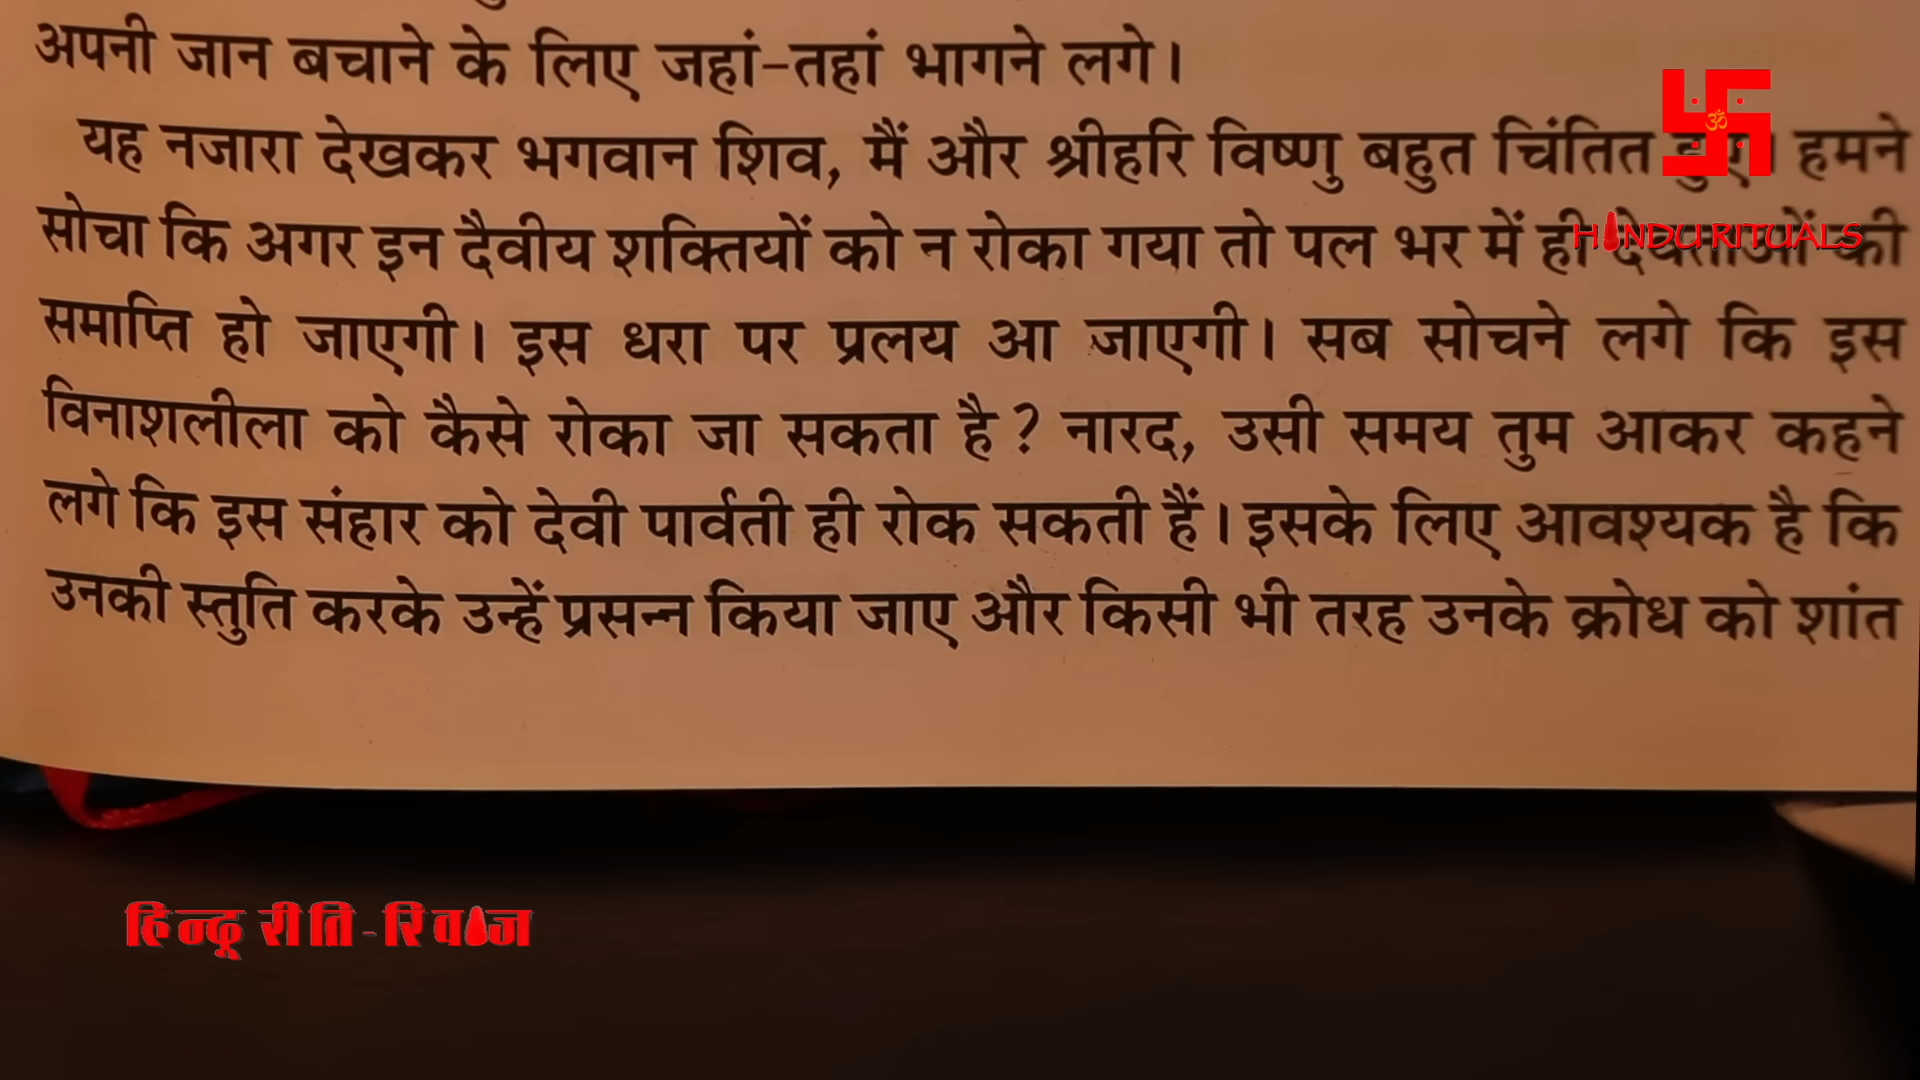 अपनी जान बचाने के लिए जहां-तहां भागने लगे।
यह नजारा देखकर भगवान शिव, मैं और श्रीहरि विष्णु बहुत चिंतित हुए। हमने
सोचा कि अगर इन दैवीय शक्तियों को न रोका गया तो पल भर में ही देवताओं की
समाप्ति हो जाएगी। इस धरा पर प्रलय आ जाएगी। सब सोचने लगे कि इस
विनाशलीला को कैसे रोका जा सकता है? नारद, उसी समय तुम आकर कहने
लगे कि इस संहार को देवी पार्वती ही रोक सकती हैं। इसके लिए आवश्यक है कि
उनकी स्तुति करके उन्हें प्रसन्न किया जाए और किसी भी तरह उनके क्रोध को शांत
ॐ
HINDU RITUALS
हिन्दू रीति-रिवाज